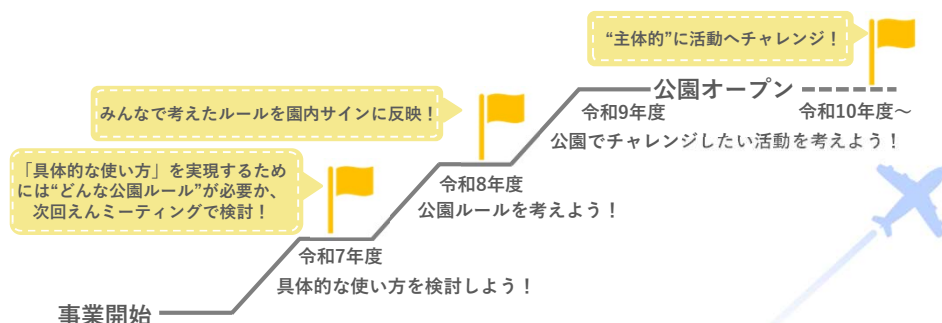 “主体的”に活動へチャレンジ！
公園オープン
令和9年度
令和10年度～
公園でチャレンジしたい活動を考えよう！
みんなで考えたルールを園内サインに反映！
令和8年度
公園ルールを考えよう！
「具体的な使い方」を実現するため
には“どんな公園ルール”が必要か、
次回えんミーティングで検討！
令和7年度
具体的な使い方を検討しよう！
事業開始